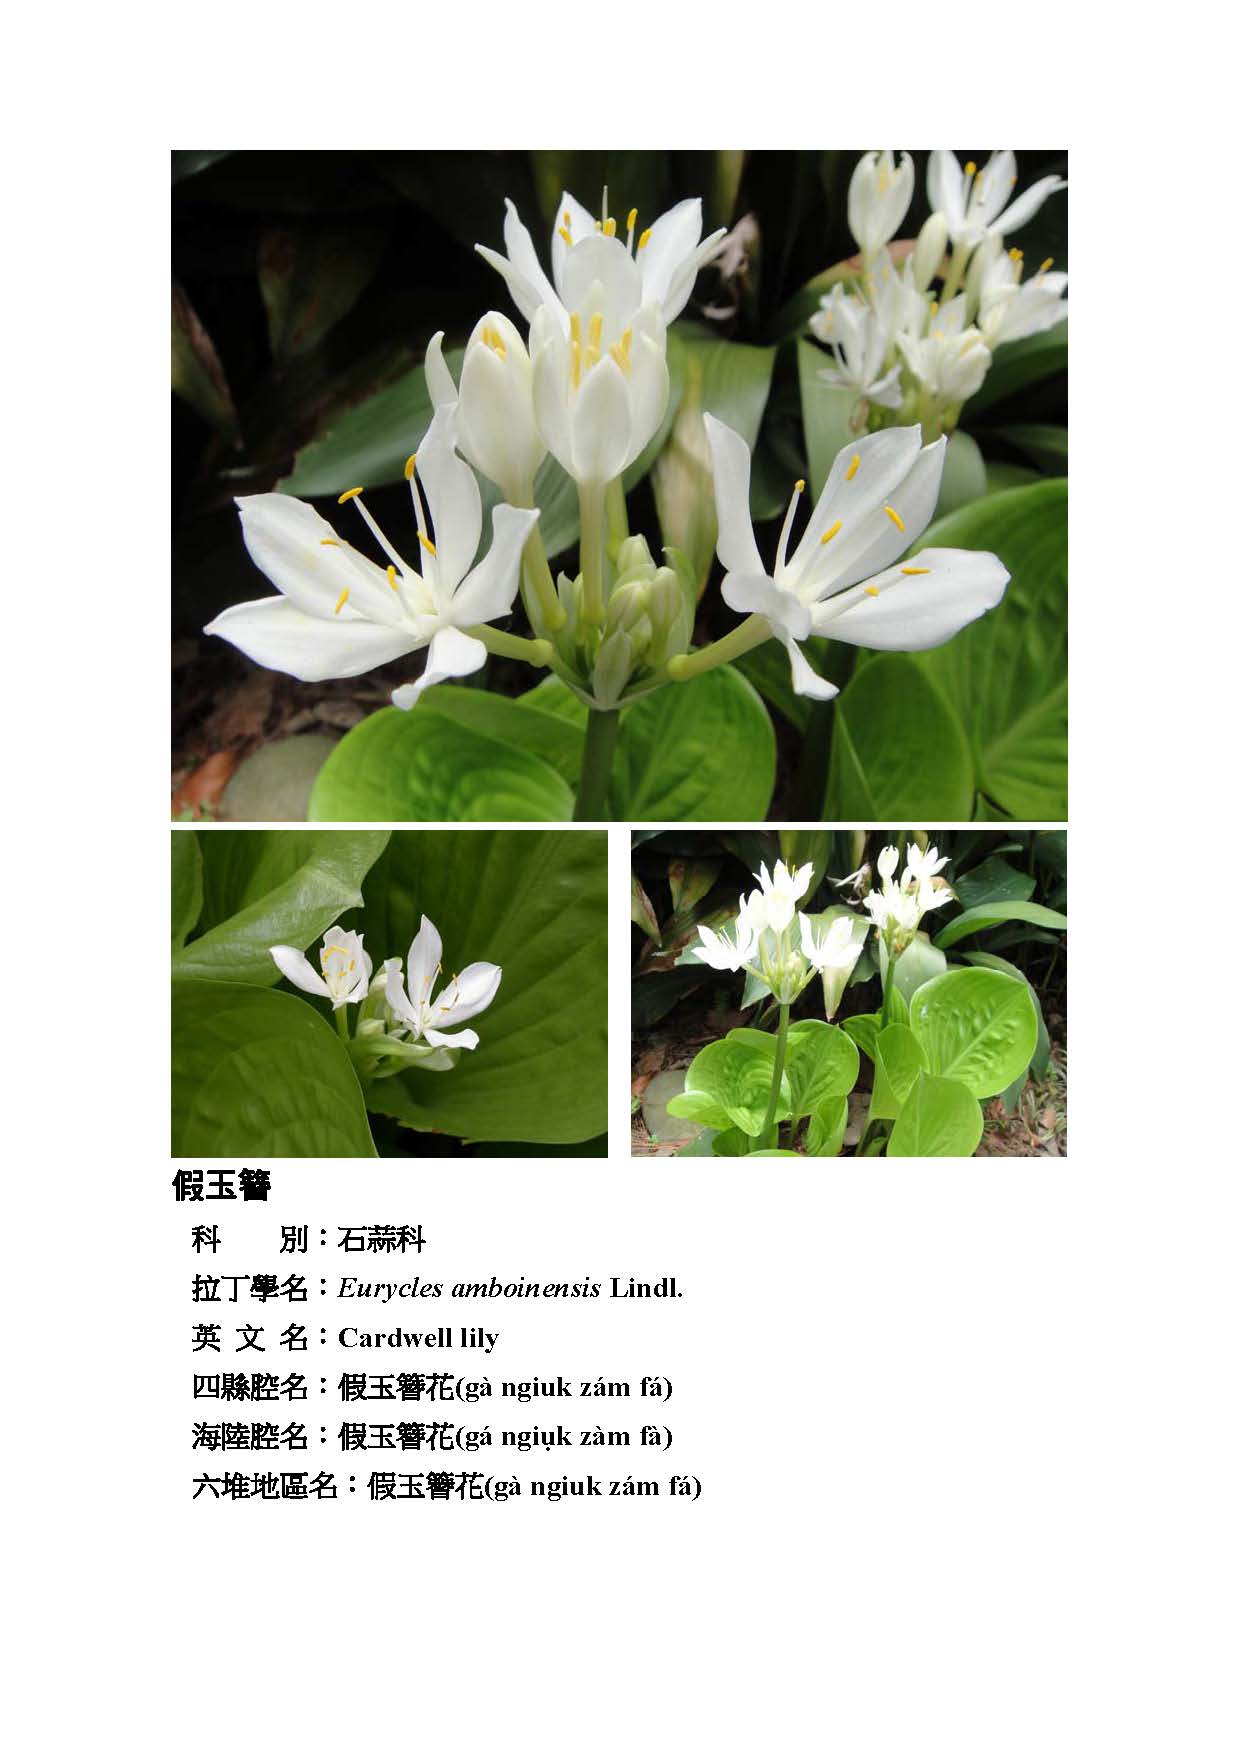 假玉簪
科　　別：石蒜科
拉丁學名：Eurycles amboinensis Lindl.
英 文 名：Cardwell lily
四縣腔名：假玉簪花(gà ngiuk zám fá)
海陸腔名：假玉簪花(gá ngiụk zàm fà)
六堆地區名：假玉簪花(gà ngiuk zám fá)